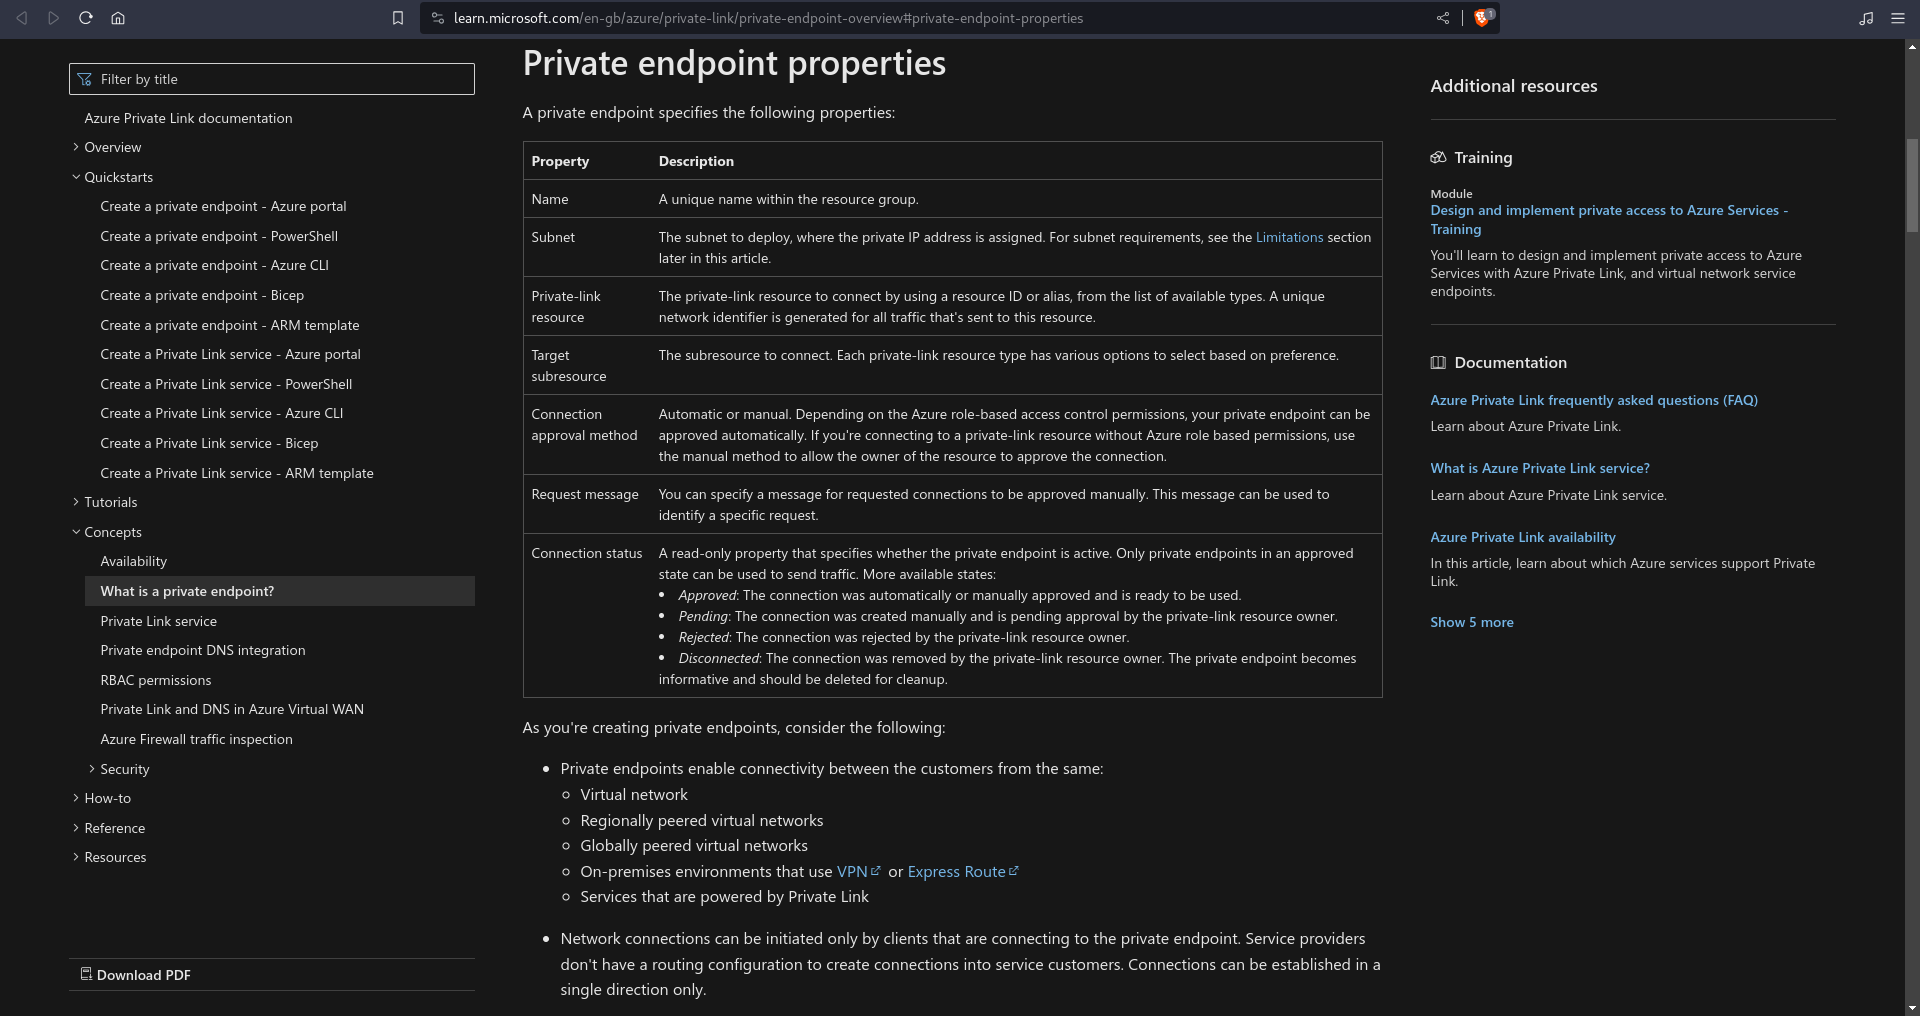 learn.microsoft.com/en-gb/azure/private-link/private-endpoint-overview#private-endpoint-properties
1
Filter by title
Azure Private Link documentation
Overview
Quickstarts
Create a private endpoint - Azure portal
Create a private endpoint - PowerShell
Create a private endpoint - Azure CLI
Create a private endpoint - Bicep
Create a private endpoint - ARM template
Create a Private Link service - Azure portal
Create a Private Link service - PowerShell
Create a Private Link service - Azure CLI
Create a Private Link service - Bicep
Create a Private Link service - ARM template
Tutorials
Concepts
Availability
What is a private endpoint?
Private Link service
Private endpoint DNS integration
RBAC permissions
Private Link and DNS in Azure Virtual WAN
Azure Firewall traffic inspection
Security
How-to
Reference
Resources
Download PDF
Private endpoint properties
A private endpoint specifies the following properties:
Property Description
Name A unique name within the resource group.
Subnet The subnet to deploy, where the private IP address is assigned. For subnet requirements, see the Limitations section
later in this article.
Private-link The private-link resource to connect by using a resource ID or alias, from the list of available types. A unique
resource network identifier is generated for all traffic that's sent to this resource.
Target The subresource to connect. Each private-link resource type has various options to select based on preference.
subresource
Connection Automatic or manual. Depending on the Azure role-based access control permissions, your private endpoint can be
approval method approved automatically. If you're connecting to a private-link resource without Azure role based permissions, use
the manual method to allow the owner of the resource to approve the connection.
Request message You can specify a message for requested connections to be approved manually. This message can be used to
identify a specific request.
Connection status A read-only property that specifies whether the private endpoint is active. Only private endpoints in an approved
state can be used to send traffic. More available states:
• Approved: The connection was automatically or manually approved and is ready to be used.
• Pending: The connection was created manually and is pending approval by the private-link resource owner.
• Rejected: The connection was rejected by the private-link resource owner.
• Disconnected: The connection was removed by the private-link resource owner. The private endpoint becomes
informative and should be deleted for cleanup.
As you're creating private endpoints, consider the following:
• Private endpoints enable connectivity between the customers from the same:
◦ Virtual network
◦ Regionally peered virtual networks
◦ Globally peered virtual networks
◦ On-premises environments that use VPN or Express Route
◦ Services that are powered by Private Link
• Network connections can be initiated only by clients that are connecting to the private endpoint. Service providers
don't have a routing configuration to create connections into service customers. Connections can be established in a
single direction only.
Additional resources
Training
Module
Design and implement private access to Azure Services -
Training
You'll learn to design and implement private access to Azure
Services with Azure Private Link, and virtual network service
endpoints.
Documentation
Azure Private Link frequently asked questions (FAQ)
Learn about Azure Private Link.
What is Azure Private Link service?
Learn about Azure Private Link service.
Azure Private Link availability
In this article, learn about which Azure services support Private
Link.
Show 5 more